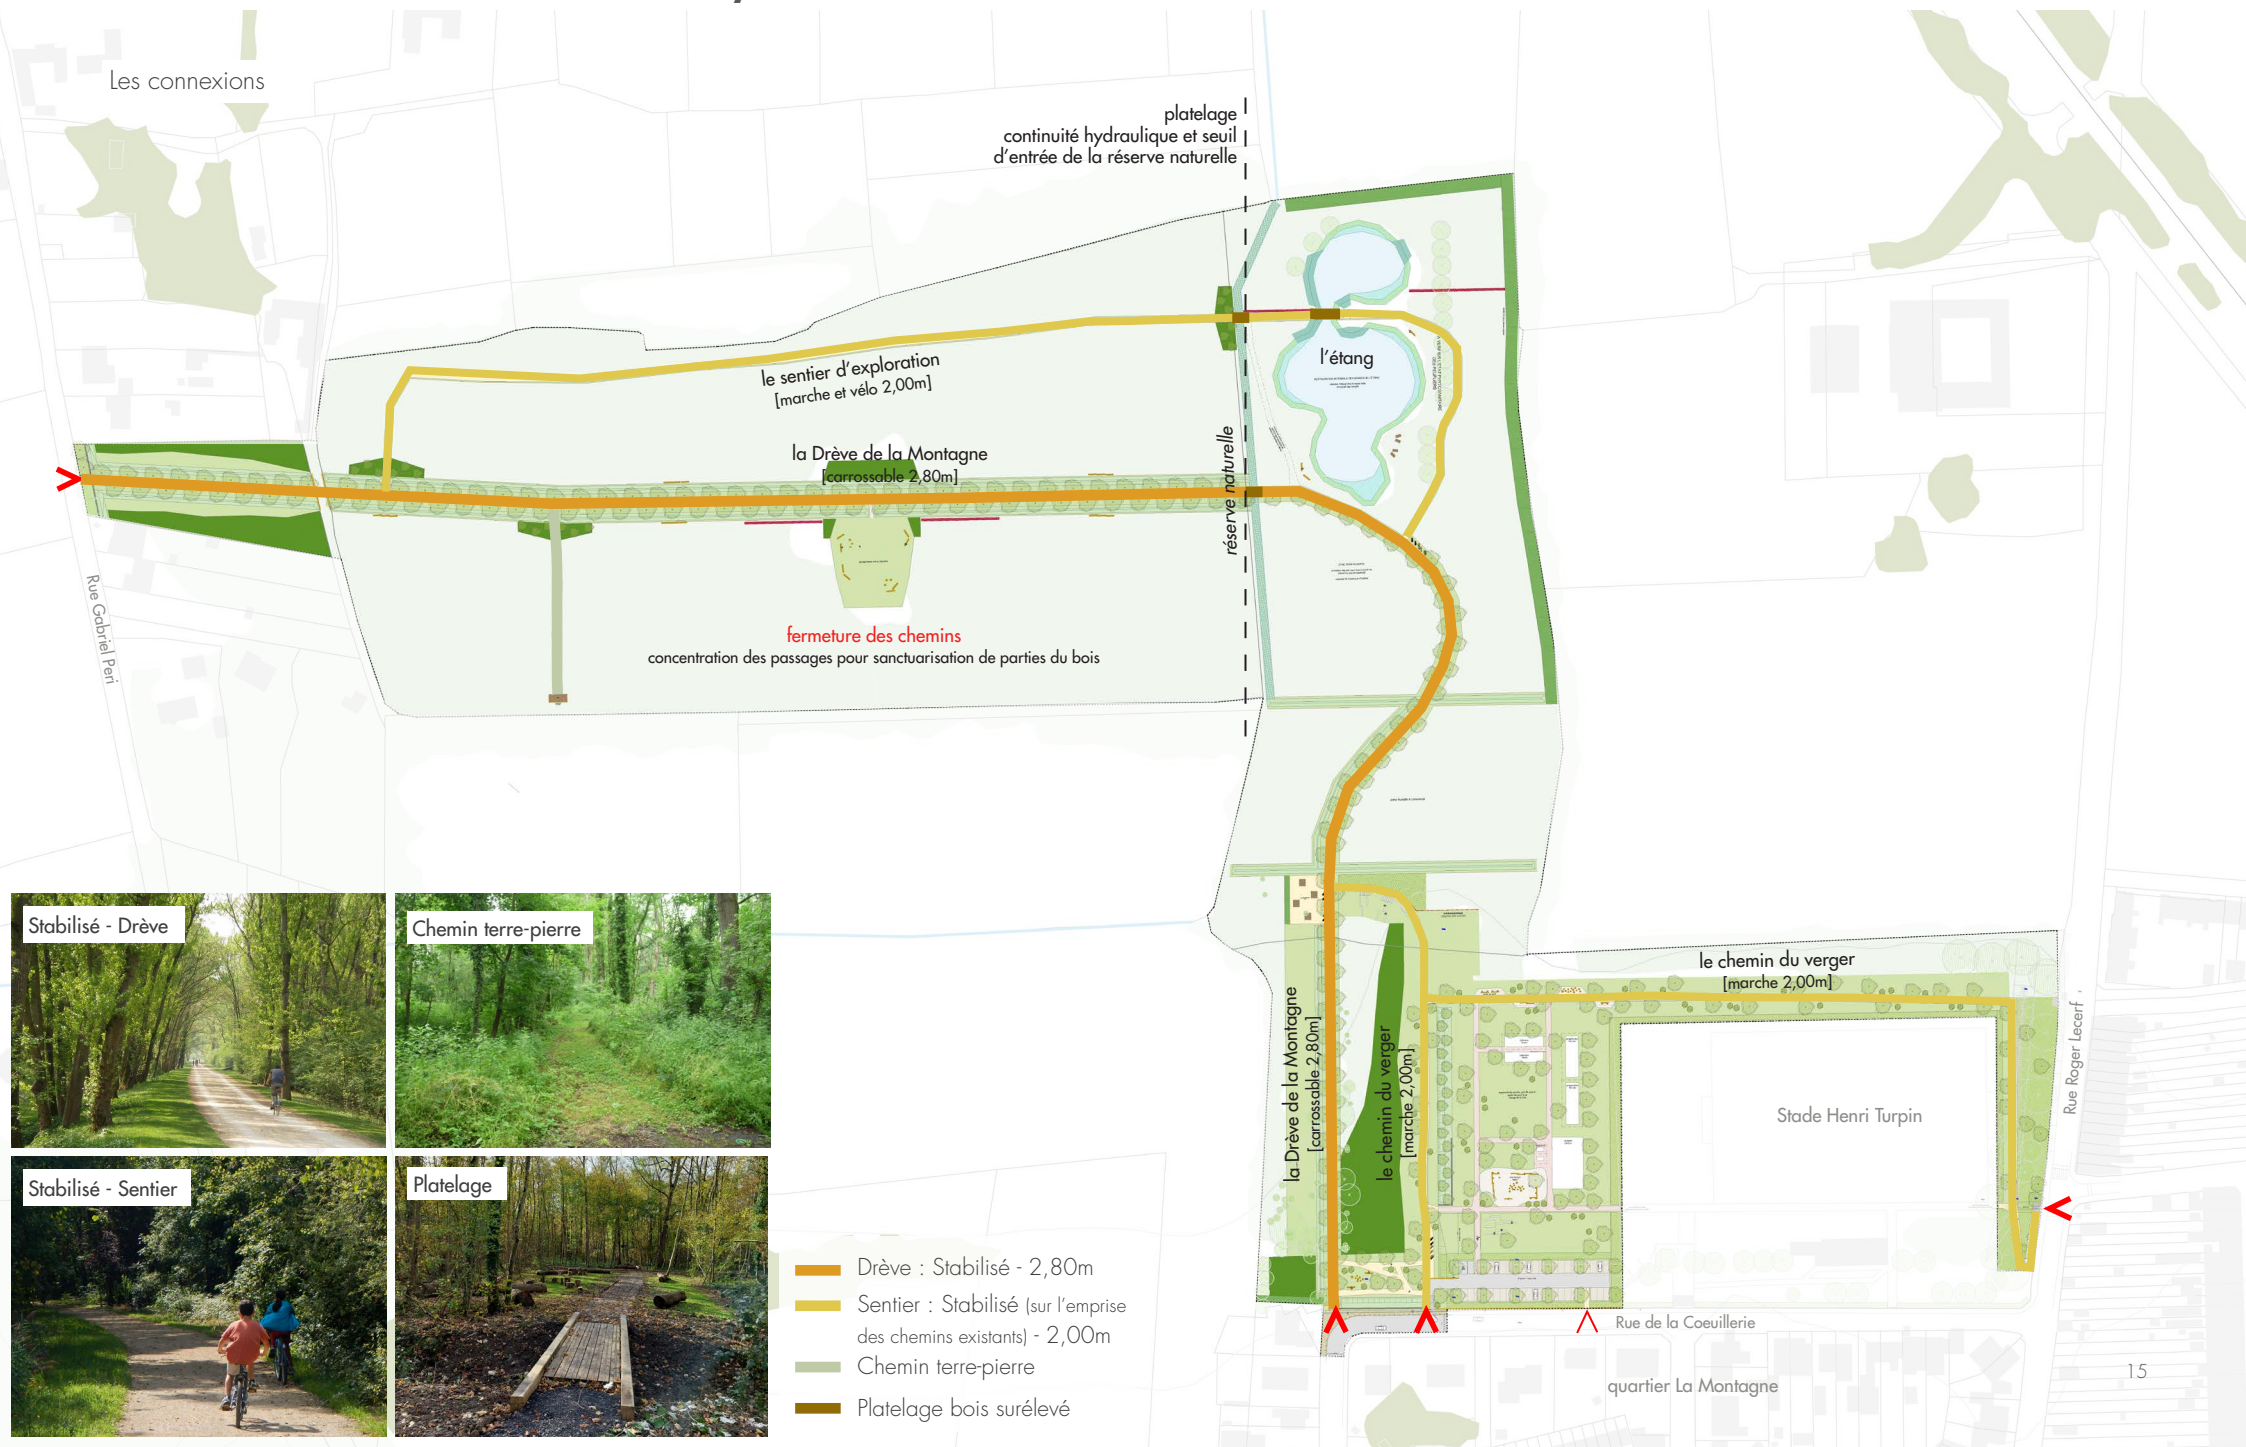 Les connexions
platelage
continuité hydraulique et seuil
d'entrée de la réserve naturelle
l'étang
le sentier d'exploration
[marche et vélo 2,00m]
la Drève de la Montagne
[carrossable 2,80m]
réserve naturelle
Rue Gabriel Peri
fermeture des chemins
concentration des passages pour sanctuarisation de parties du bois
Stabilisé - Drève
Chemin terre-pierre
Stabilisé - Sentier
Platelage
la Drève de la Montagne
[carrossable 2,80m]
le chemin du verger
[marche 2,00m]
le chemin du verger
[marche 2,00m]
Stade Henri Turpin
Rue Roger Lecerf
Rue de la Coeuillerie
quartier La Montagne
Drève : Stabilisé - 2,80m
Sentier : Stabilisé (sur l'emprise
des chemins existants) - 2,00m
Chemin terre-pierre
Platelage bois surélevé
15